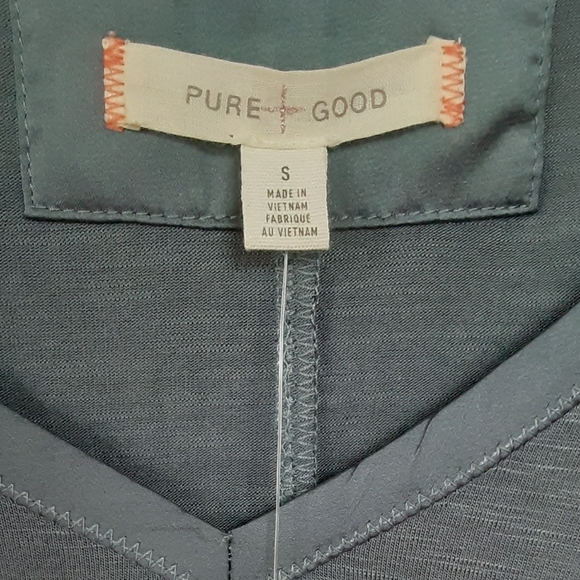 PURE + GOOD
S
MADE IN
VIETNAM
FABRIQUE
AU VIETNAM